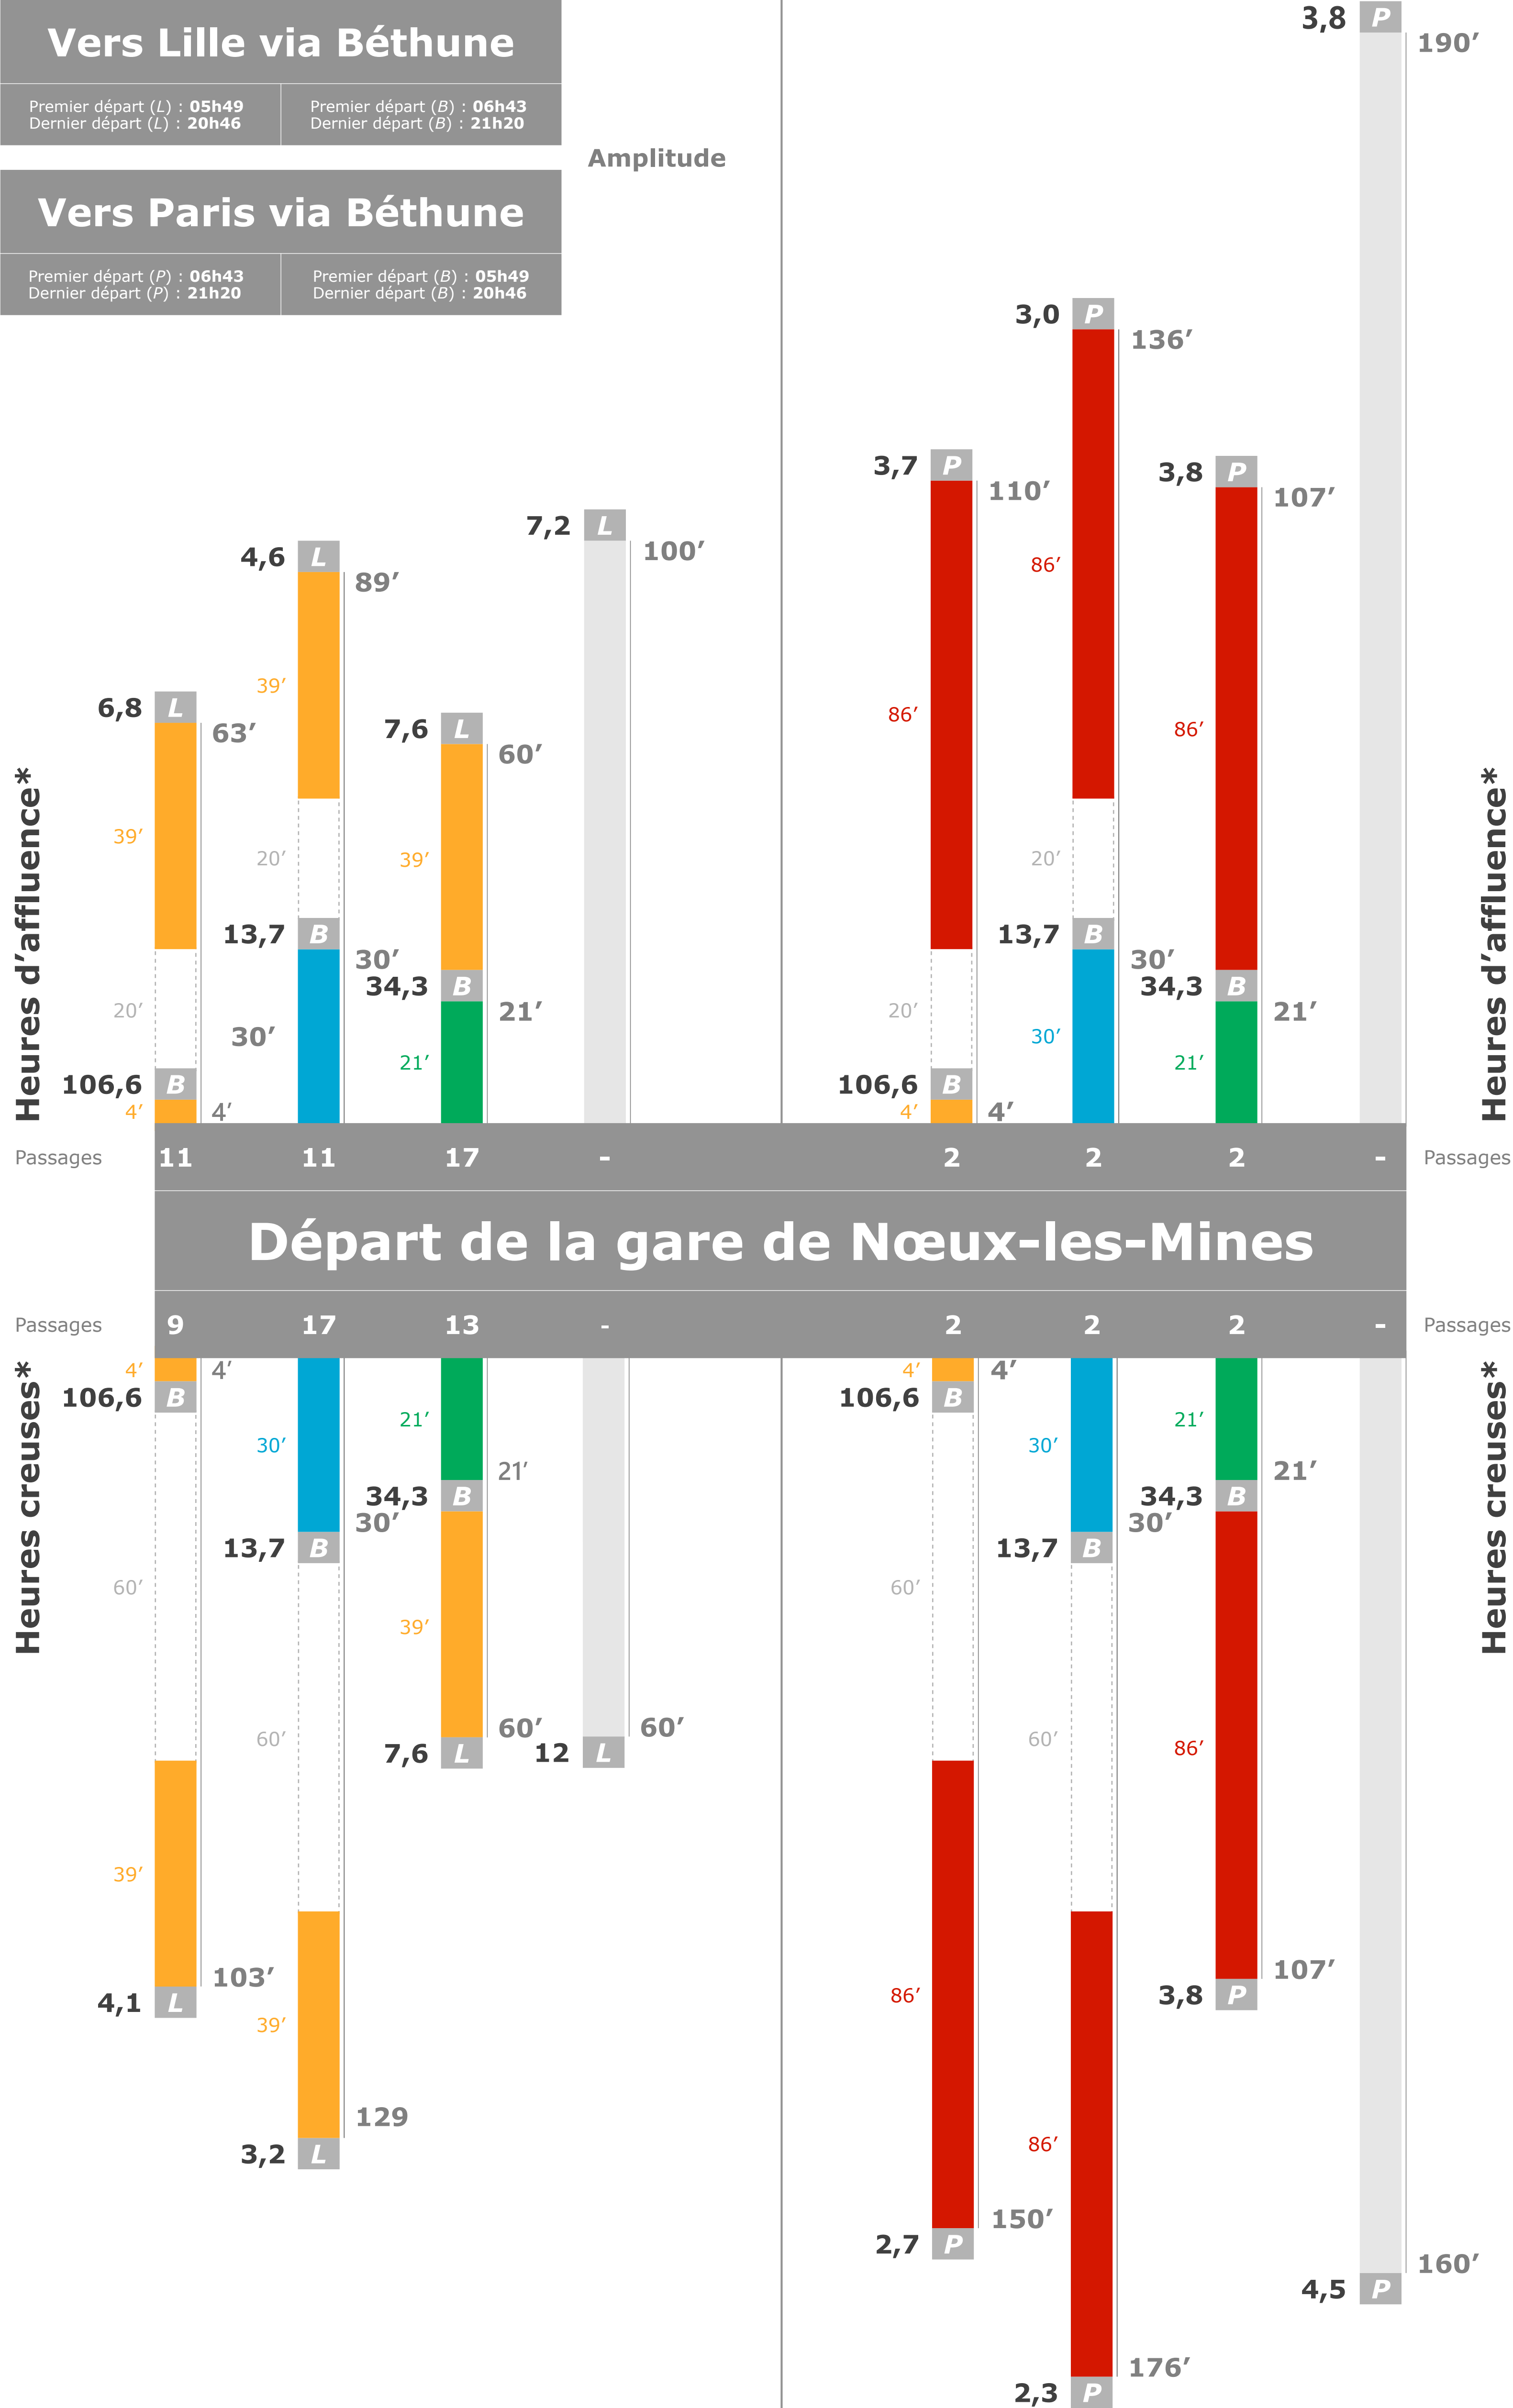 Vers Lille via Béthune
Premier départ (L) : 05h49
Dernier départ (L) : 20h46
Premier départ (B) : 06h43
Dernier départ (B) : 21h20
Amplitude
Vers Paris via Béthune
Premier départ (P) : 06h43
Dernier départ (P) : 21h20
Premier départ (B) : 05h49
Dernier départ (B) : 20h46
Heures d’affluence*
6,8 L
63’
39’
20’
106,6 B
4’
4’
4,6 L
89’
39’
20’
13,7 B
30’
30’
7,6 L
60’
39’
34,3 B
21’
21’
7,2 L
100’
3,7 P
110’
86’
20’
106,6 B
4’
4’
3,0 P
136’
86’
20’
13,7 B
30’
30’
3,8 P
107’
86’
34,3 B
21’
21’
3,8 P
190’
Heures d’affluence*
Passages 11 11 17 - 2 2 2 - Passages
Départ de la gare de Nœux-les-Mines
Passages 9 17 13 - 2 2 2 - Passages
Heures creuses*
4’
4’
106,6 B
60’
39’
103’
4,1 L
30’
30’
13,7 B
60’
39’
129
3,2 L
21’
21’
34,3 B
39’
60’
7,6 L
60’
12 L
4’
4’
106,6 B
60’
86’
150’
2,7 P
30’
30’
13,7 B
60’
86’
176’
2,3 P
21’
21’
34,3 B
86’
107’
3,8 P
160’
4,5 P
Heures creuses*